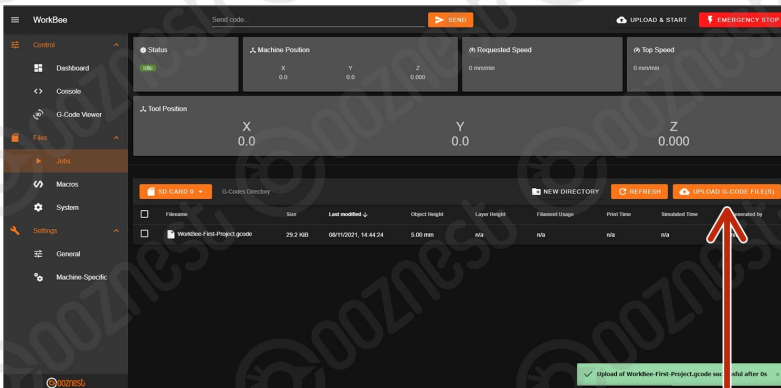 WorkBee
Send code...
SEND
UPLOAD & START
EMERGENCY STOP
Control
Dashboard
Console
G-Code Viewer
Files
Jobs
Macros
System
Settings
General
Machine-Specific
ooznest
Status
Idle
Machine Position
X Y Z
0.0 0.0 0.000
Requested Speed
0 mm/min
Top Speed
0 mm/min
Tool Position
X Y Z
0.0 0.0 0.000
SD CARD 0
G-Codes Directory
NEW DIRECTORY
REFRESH
UPLOAD G-CODE FILE(S)
Filename Size Last modified ↓ Object Height Layer Height Filament Usage Print Time Simulated Time
WorkBee-First-Project.gcode 29.2 KiB 08/11/2021, 14:44:24 5.00 mm n/a n/a n/a n/a
Upload of WorkBee-First-Project.gcode successful after 0s